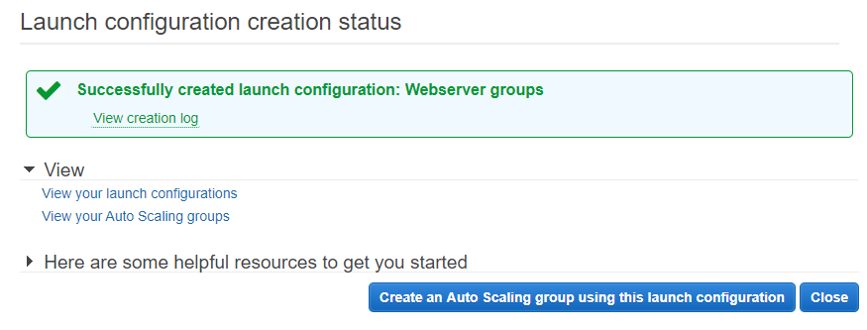 Launch configuration creation status
Successfully created launch configuration: Webserver groups
View creation log
View
View your launch configurations
View your Auto Scaling groups
Here are some helpful resources to get you started
Create an Auto Scaling group using this launch configuration
Close